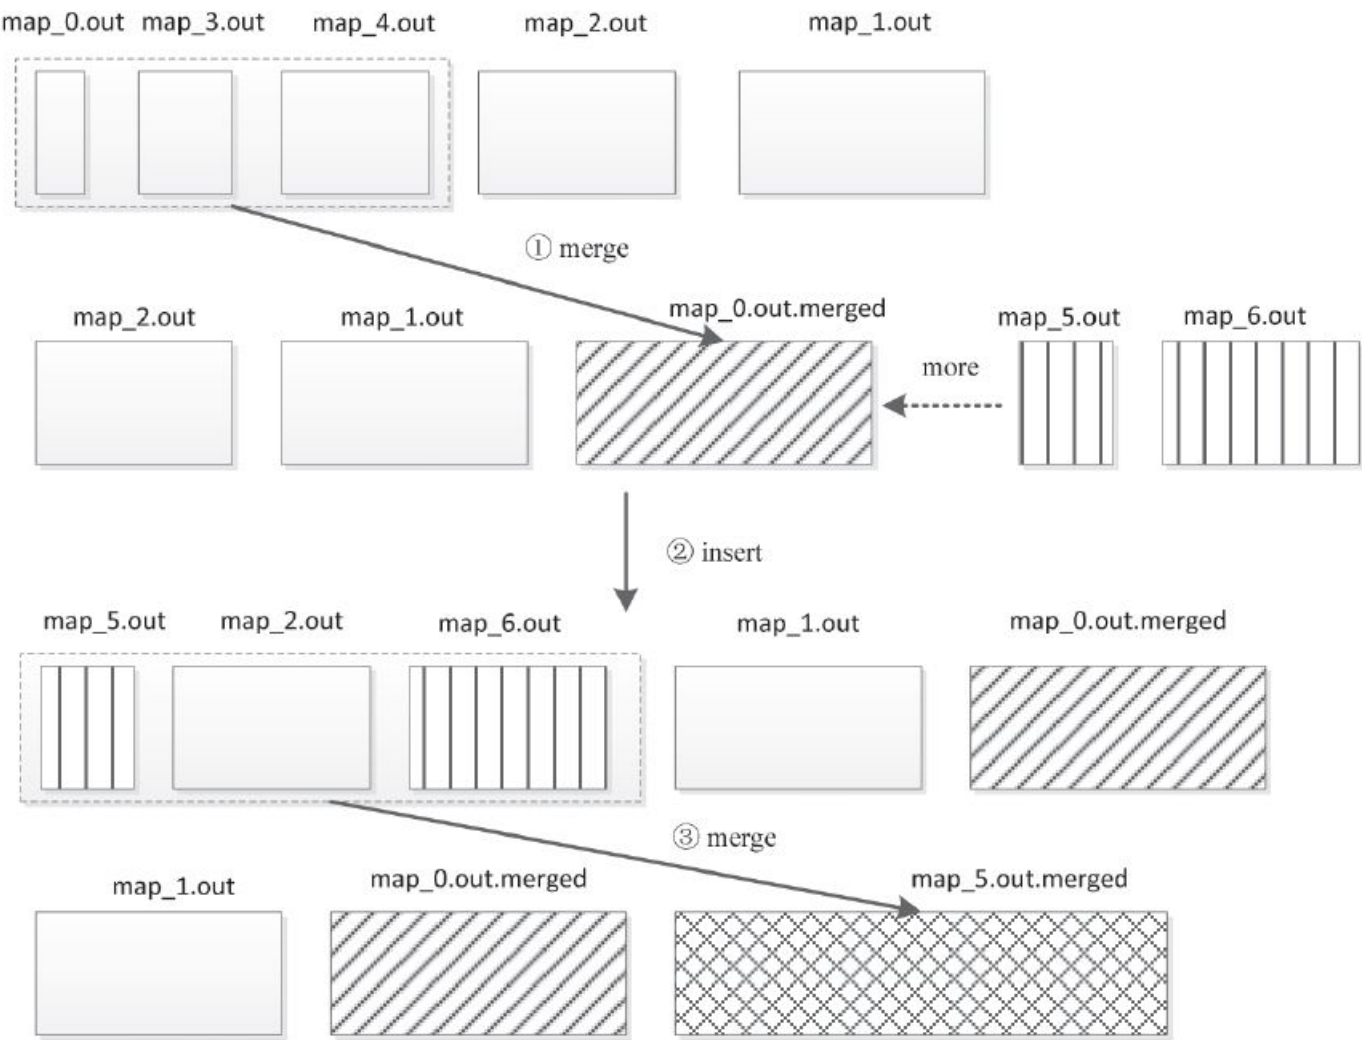 map_0.out map_3.out map_4.out map_2.out map_1.out
① merge
map_2.out map_1.out map_0.out.merged map_5.out map_6.out
more
② insert
map_5.out map_2.out map_6.out map_1.out map_0.out.merged
③ merge
map_1.out map_0.out.merged map_5.out.merged